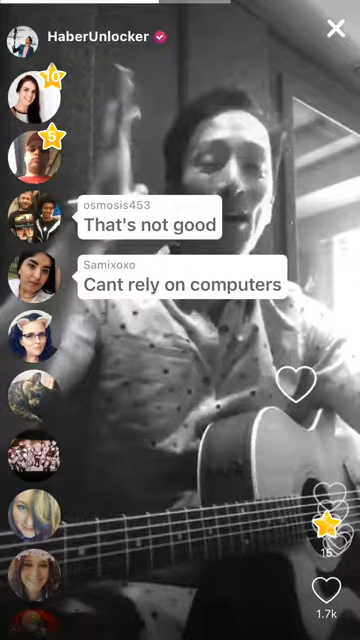 HaberUnlocker
10
5
osmosis453
That's not good
Samixoxo
Cant rely on computers
15
1.7k